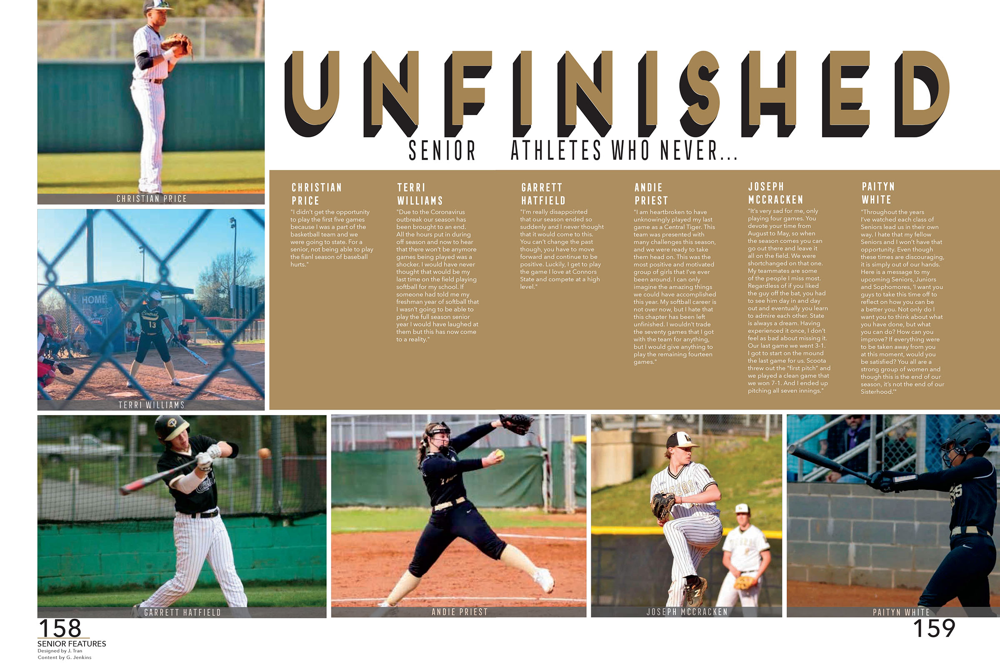 UNFINISHED
SENIOR ATHLETES WHO NEVER...
CHRISTIAN PRICE
CHRISTIAN
PRICE
"I didn't get the opportunity
to play the first five games
because I was a part of the
basketball team and we
were going to state. For a
senior, not being able to play
the fianl season of baseball
hurts."
TERRI
WILLIAMS
"Due to the Coronavirus
outbreak our season has
been brought to an end.
All the hours put in during
off season and now to hear
that there won't be anymore
games being played was a
shocker. I would have never
thought that would be my
last time on the field playing
softball for my school. If
someone had told me my
freshman year of softball that
I wasn't going to be able to
play the full season senior
year I would have laughed at
them but this has now come
to a reality."
GARRETT
HATFIELD
"I'm really disappointed
that our season ended so
suddenly and I never thought
that it would come to this.
You can't change the past
though, you have to move
forward and continue to be
positive. Luckily, I get to play
the game I love at Connors
State and compete at a high
level."
ANDIE
PRIEST
"I am heartbroken to have
unknowingly played my last
game as a Central Tiger. This
team was presented with
many challenges this season,
and we were ready to take
them head on. This was the
most positive and motivated
group of girls that I've ever
been around. I can only
imagine the amazing things
we could have accomplished
this year. My softball career is
not over now, but I hate that
this chapter has been left
unfinished. I wouldn't trade
the seventy games that I got
with the team for anything,
but I would give anything to
play the remaining fourteen
games."
JOSEPH
MCCRACKEN
"It's very sad for me, only
playing four games. You
devote your time from
August to May, so when
the season comes you can
go out there and leave it
all on the field. We were
shortchanged on that one.
My teammates are some
of the people I miss most.
Regardless of if you liked
the guy off the bat, you had
to see him day in and day
out and eventually you learn
to admire each other. State
is always a dream. Having
experienced it once, I don't
feel as bad about missing it.
Our last game we went 3-1.
I got to start on the mound
the last game for us. Scoota
threw out the "first pitch" and
we played a clean game that
we won 7-1. And I ended up
pitching all seven innings."
PAITYN
WHITE
"Throughout the years
I've watched each class of
Seniors lead us in their own
way. I hate that my fellow
Seniors and I won't have that
opportunity. Even though
these times are discouraging,
it is simply out of our hands.
Here is a message to my
upcoming Seniors, Juniors
and Sophomores, 'I want you
guys to take this time off to
reflect on how you can be
a better you. Not only do I
want you to think about what
you have done, but what
you can do? How can you
improve? If everything were
to be taken away from you
at this moment, would you
be satisfied? You all are a
strong group of women and
though this is the end of our
season, it's not the end of our
Sisterhood.'"
HOME
Central
13
TERRI WILLIAMS
GARRETT HATFIELD
ANDIE PRIEST
JOSEPH MCCRACKEN
PAITYN WHITE
158
SENIOR FEATURES
Designed by J. Tran
Content by G. Jenkins
159